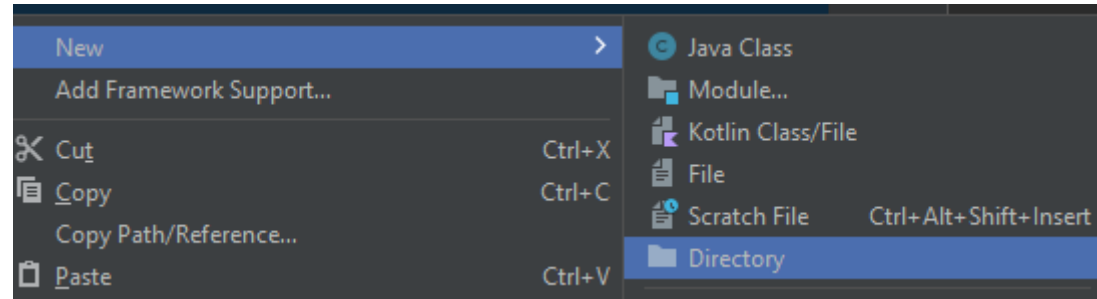 New
Add Framework Support...
Cut Ctrl+X
Copy Ctrl+C
Copy Path/Reference...
Paste Ctrl+V
Java Class
Module...
Kotlin Class/File
File
Scratch File Ctrl+Alt+Shift+Insert
Directory